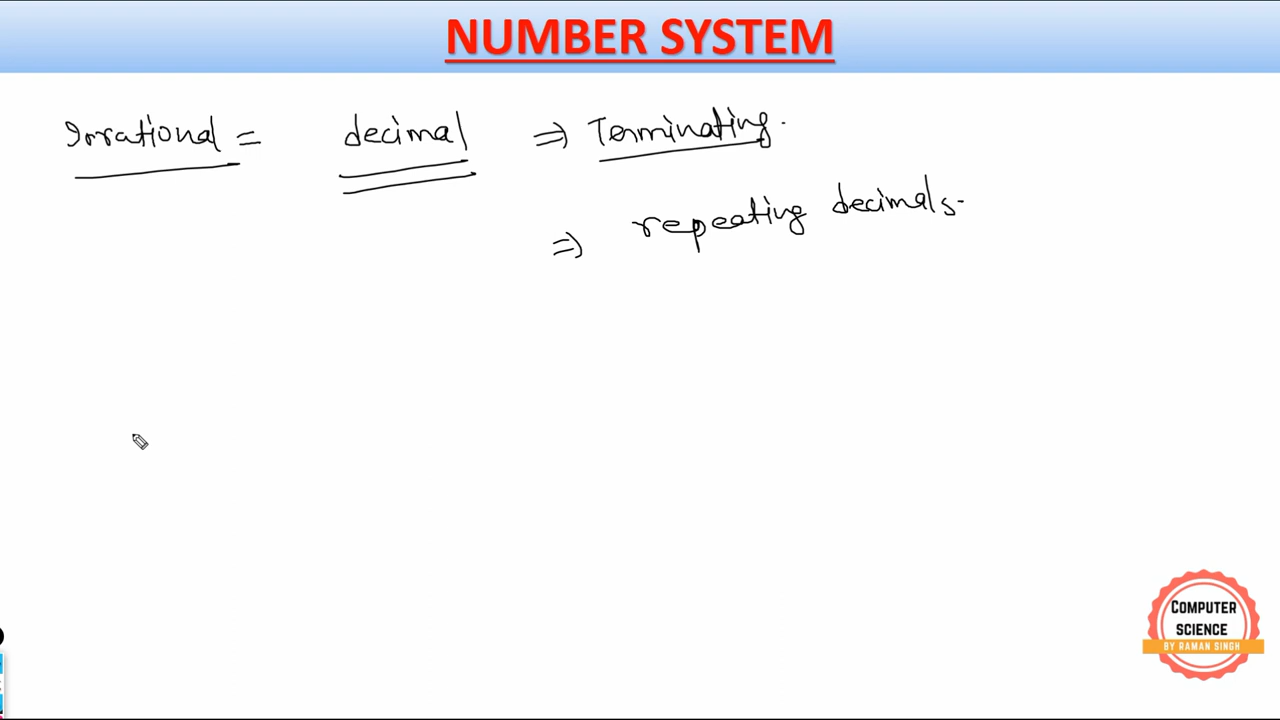 NUMBER SYSTEM
Irrational = decimal ⇒ Terminating.
⇒ repeating decimals.
COMPUTER
SCIENCE
BY RAMAN SINGH